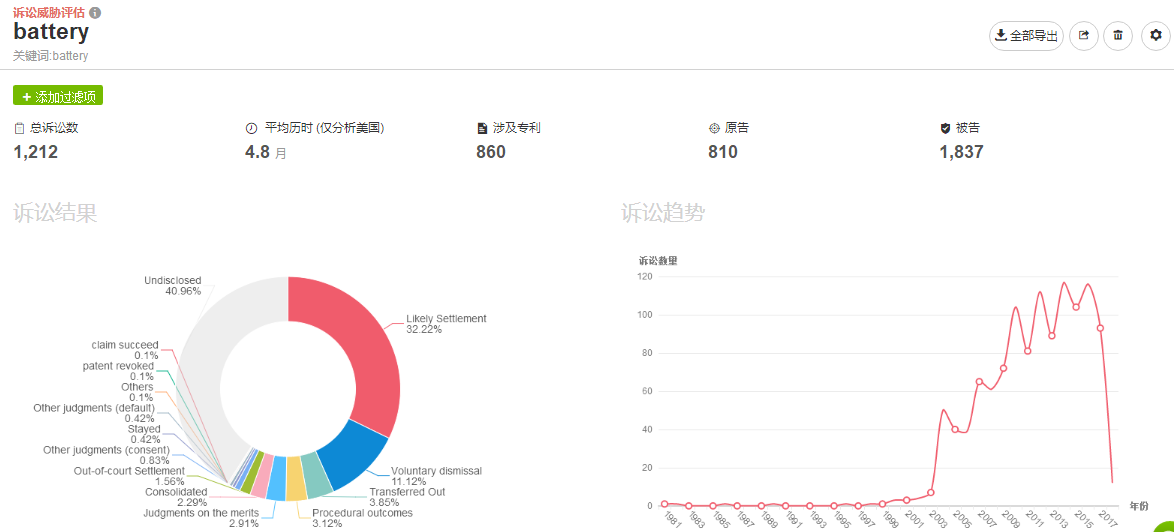 诉讼威胁评估
battery
关键词:battery
全部导出
+ 添加过滤项
总诉讼数
1,212
平均历时 (仅分析美国)
4.8 月
涉及专利
860
原告
810
被告
1,837
诉讼结果
Undisclosed
40.96%
Likely Settlement
32.22%
claim succeed
0.1%
patent revoked
0.1%
Others
0.1%
Other judgments (default)
0.42%
Stayed
0.42%
Other judgments (consent)
0.83%
Out-of-court Settlement
1.56%
Consolidated
2.29%
Judgments on the merits
2.91%
Procedural outcomes
3.12%
Transferred Out
3.85%
Voluntary dismissal
11.12%
诉讼趋势
诉讼数量
120
100
80
60
40
20
0
1981
1983
1985
1987
1989
1991
1993
1995
1997
1999
2001
2003
2005
2007
2009
2011
2013
2015
2017
年份